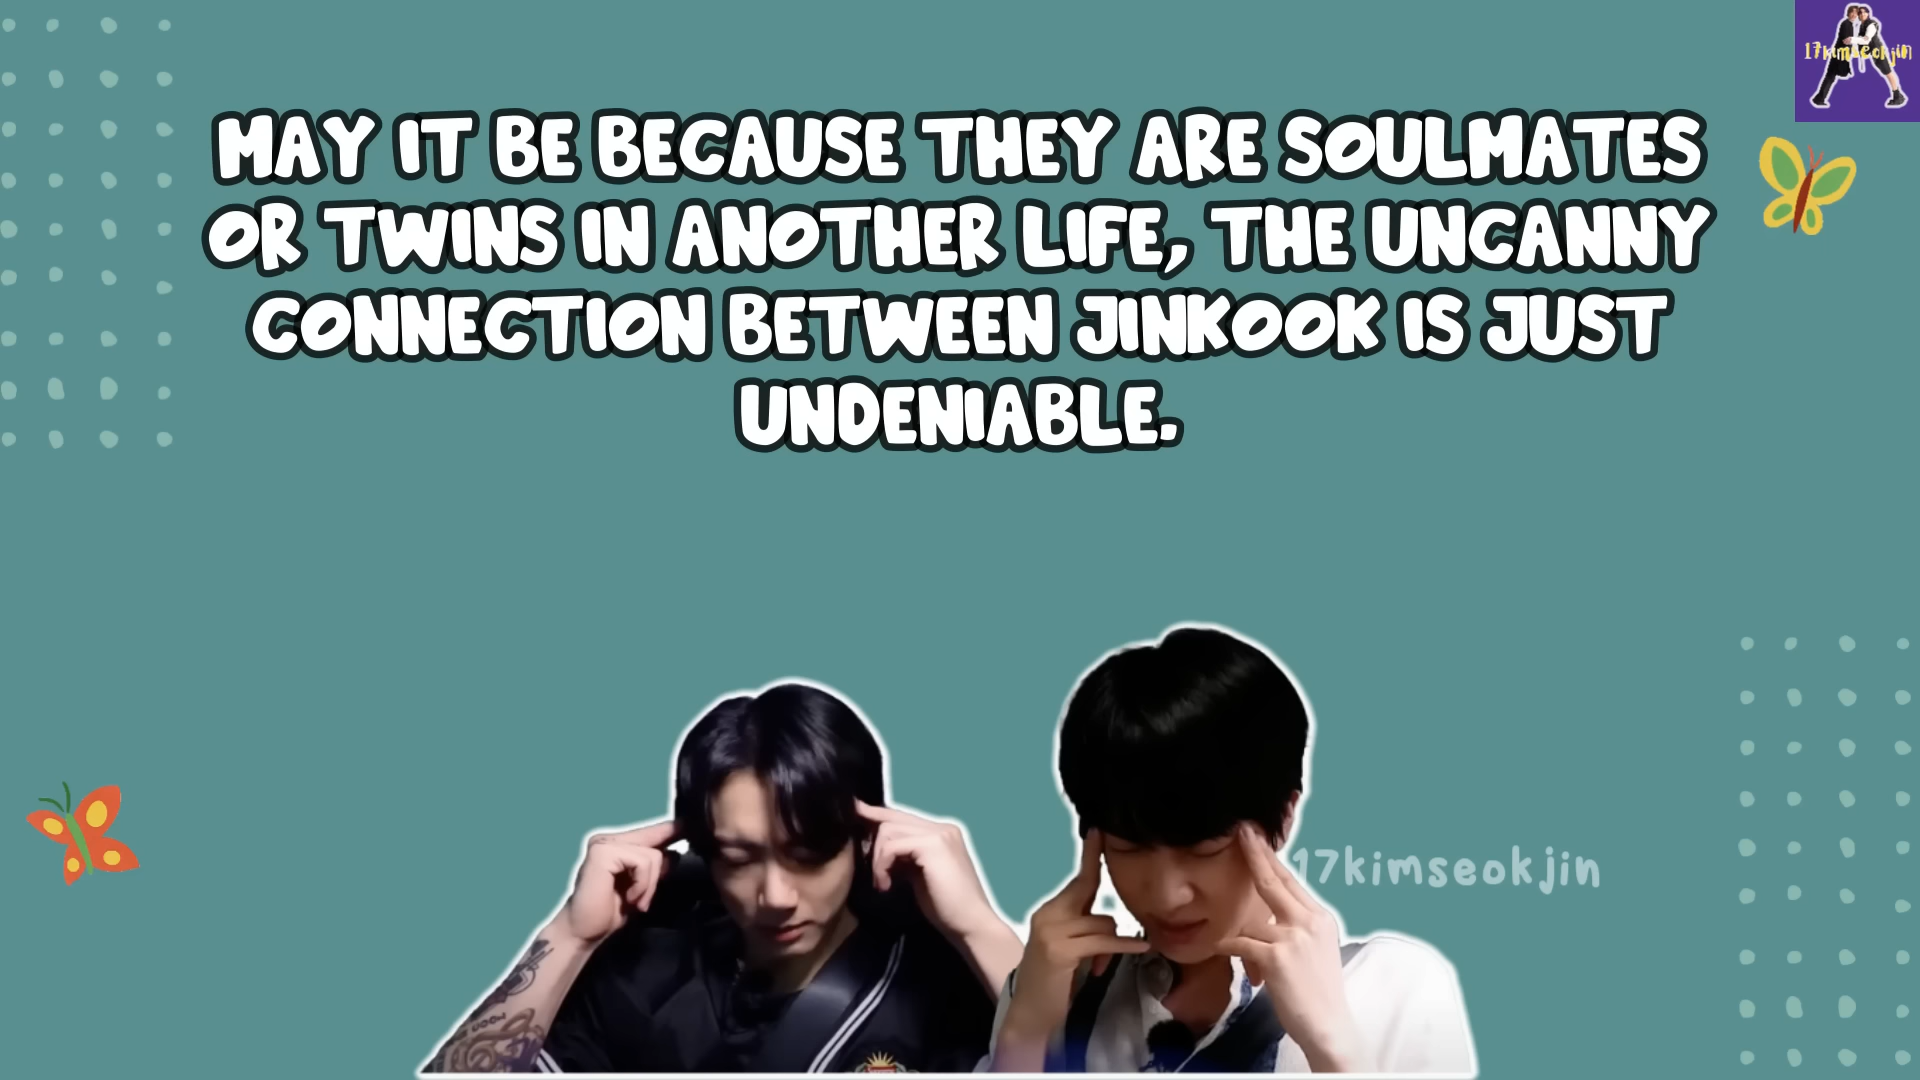 17kimseokjin
MAY IT BE BECAUSE THEY ARE SOULMATES
OR TWINS IN ANOTHER LIFE, THE UNCANNY
CONNECTION BETWEEN JINKOOK IS JUST
UNDENIABLE.
17kimseokjin